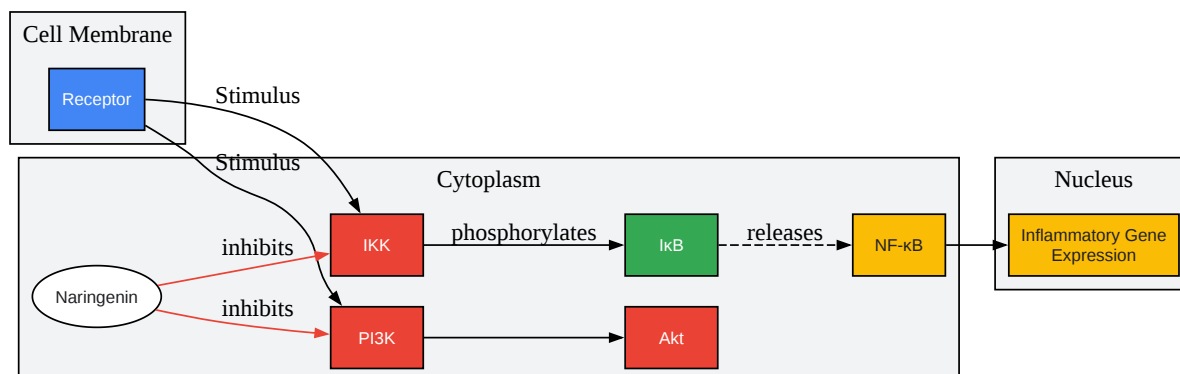 Cell Membrane
Receptor
Stimulus
Stimulus
Cytoplasm
Nucleus
IKK
phosphorylates
IκB
releases
NF-κB
Inflammatory Gene
Expression
inhibits
Naringenin
inhibits
PI3K
Akt